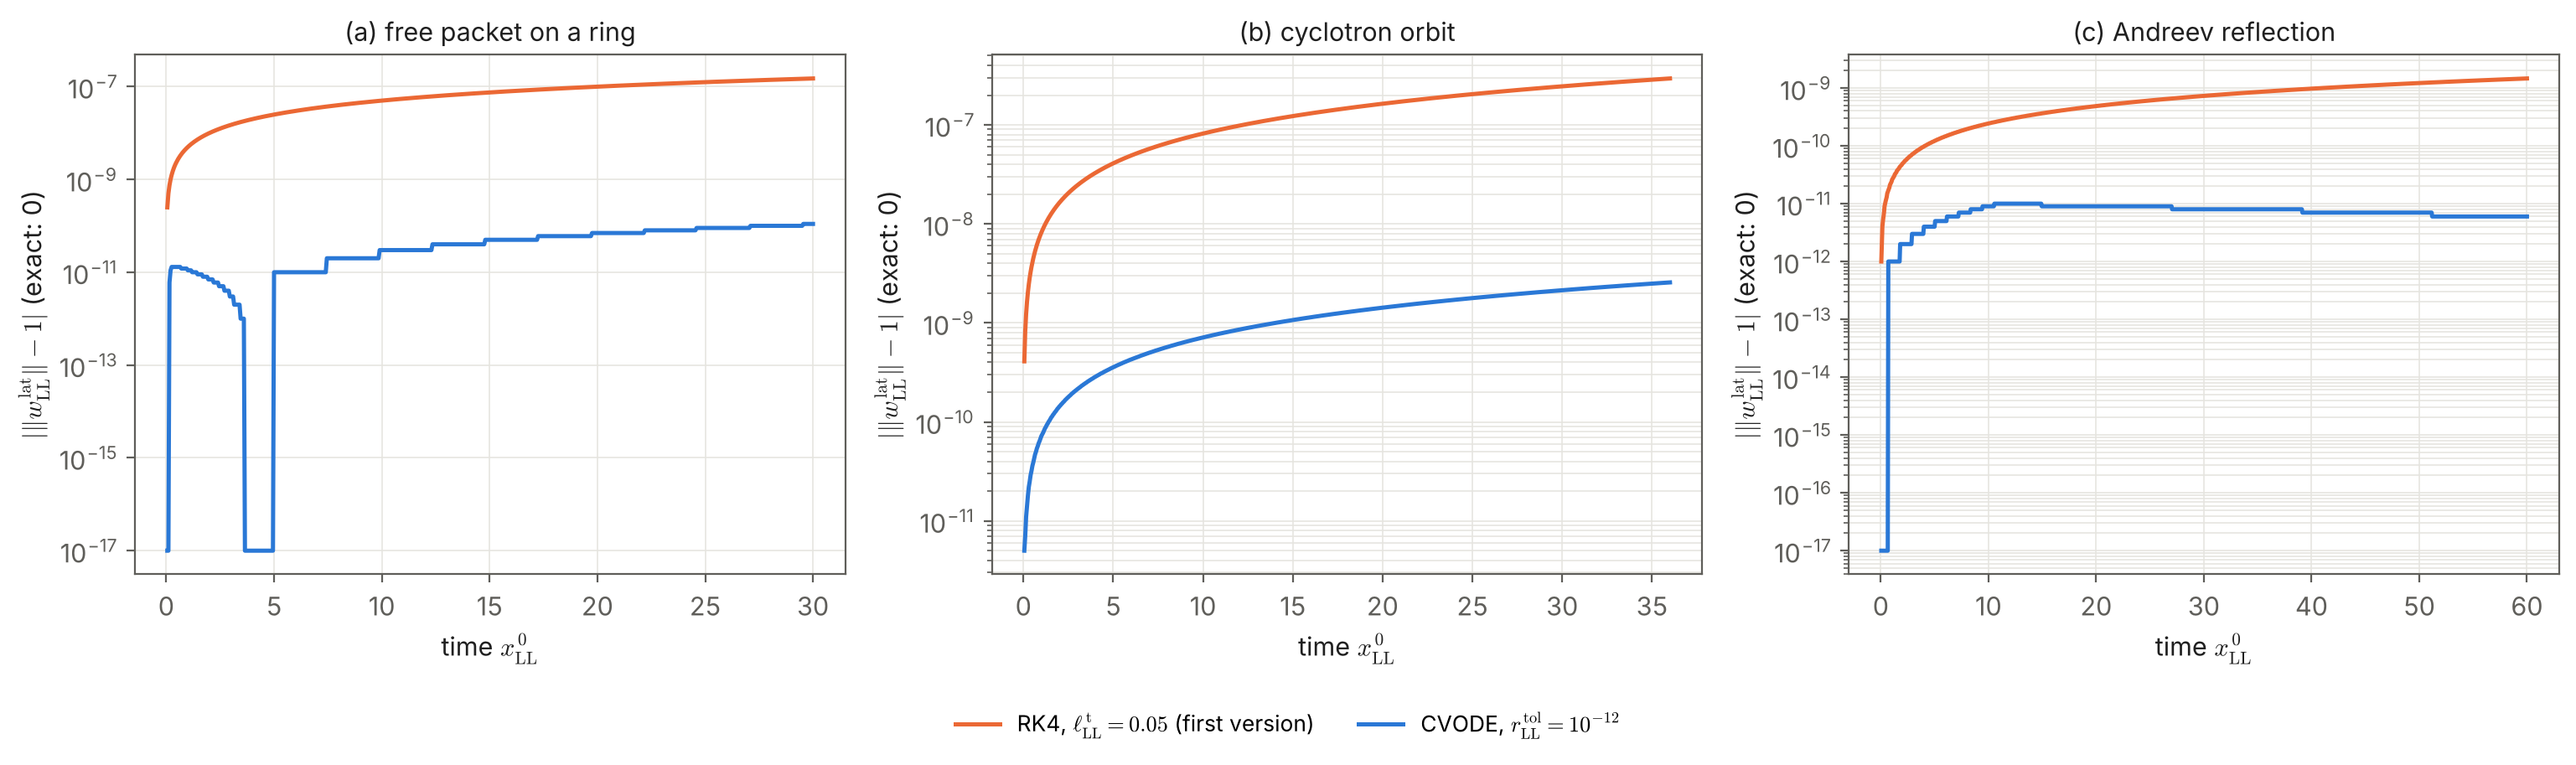 (a) free packet on a ring
(b) cyclotron orbit
(c) Andreev reflection
|‖w_LL^lat‖ − 1| (exact: 0)
10⁻⁷
10⁻⁹
10⁻¹¹
10⁻¹³
10⁻¹⁵
10⁻¹⁷
0 5 10 15 20 25 30
time x_LL^0
|‖w_LL^lat‖ − 1| (exact: 0)
10⁻⁷
10⁻⁸
10⁻⁹
10⁻¹⁰
10⁻¹¹
0 5 10 15 20 25 30 35
time x_LL^0
|‖w_LL^lat‖ − 1| (exact: 0)
10⁻⁹
10⁻¹⁰
10⁻¹¹
10⁻¹²
10⁻¹³
10⁻¹⁴
10⁻¹⁵
10⁻¹⁶
10⁻¹⁷
0 10 20 30 40 50 60
time x_LL^0
RK4, ℓ_LL^t = 0.05 (first version)
CVODE, r_LL^tol = 10⁻¹²